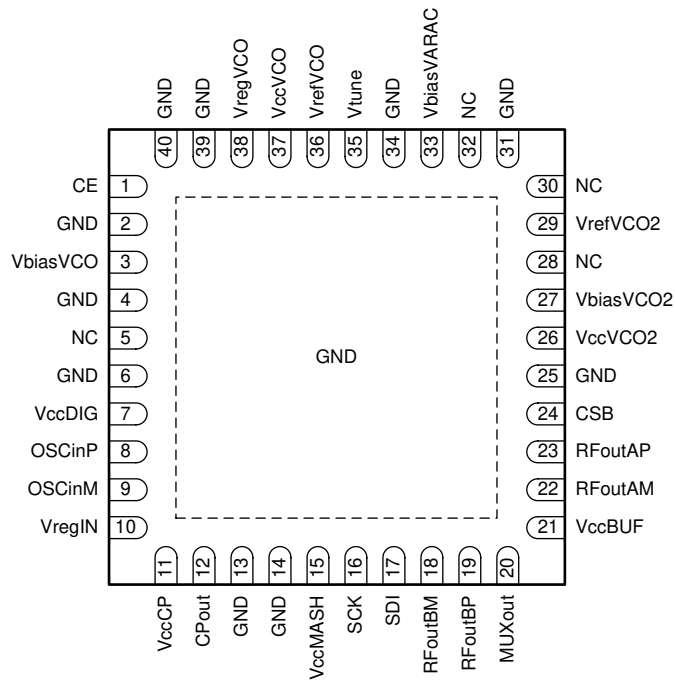 GND
GND
VregVCO
VccVCO
VrefVCO
Vtune
GND
VbiasVARAC
NC
GND
40
39
38
37
36
35
34
33
32
31
CE 1
GND 2
VbiasVCO 3
GND 4
NC 5
GND 6
VccDIG 7
OSCinP 8
OSCinM 9
VregIN 10
GND
30 NC
29 VrefVCO2
28 NC
27 VbiasVCO2
26 VccVCO2
25 GND
24 CSB
23 RFoutAP
22 RFoutAM
21 VccBUF
11
12
13
14
15
16
17
18
19
20
VccCP
CPout
GND
GND
VccMASH
SCK
SDI
RFoutBM
RFoutBP
MUXout